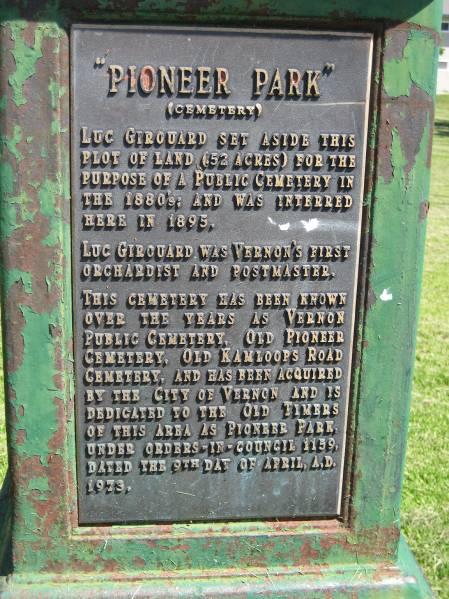 "PIONEER PARK"
(CEMETERY)
LUC GIROUARD SET ASIDE THIS
PLOT OF LAND (.52 ACRES) FOR THE
PURPOSE OF A PUBLIC CEMETERY IN
THE 1880s; AND WAS INTERRED
HERE IN 1895.
LUC GIROUARD WAS VERNON'S FIRST
ORCHARDIST AND POSTMASTER.
THIS CEMETERY HAS BEEN KNOWN
OVER THE YEARS AS VERNON
PUBLIC CEMETERY, OLD PIONEER
CEMETERY, OLD KAMLOOPS ROAD
CEMETERY, AND HAS BEEN ACQUIRED
BY THE CITY OF VERNON AND IS
DEDICATED TO THE OLD TIMERS
OF THIS AREA AS PIONEER PARK,
UNDER ORDERS-IN-COUNCIL 1159,
DATED THE 9TH DAY OF APRIL, A.D.
1973.